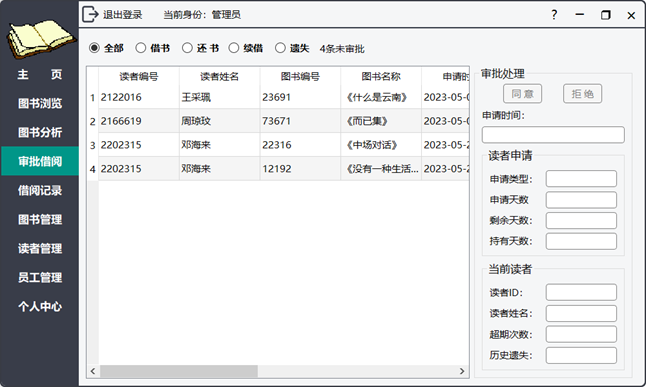 退出登录 当前身份：管理员 ?
主 页
图书浏览
图书分析
审批借阅
借阅记录
图书管理
读者管理
员工管理
个人中心
全部 借书 还 书 续借 遗失 4条未审批
读者编号 读者姓名 图书编号 图书名称 申请时
1 2122016 王采珮 23691 《什么是云南》 2023-05-0
2 2166619 周琼玟 73671 《而已集》 2023-05-0
3 2202315 邓海来 22316 《中场对话》 2023-05-2
4 2202315 邓海来 12192 《没有一种生活... 2023-05-2
审批处理
同 意 拒 绝
申请时间：
读者申请
申请类型：
申请天数
剩余天数：
持有天数：
当前读者
读者ID：
读者姓名：
超期次数：
历史遗失：